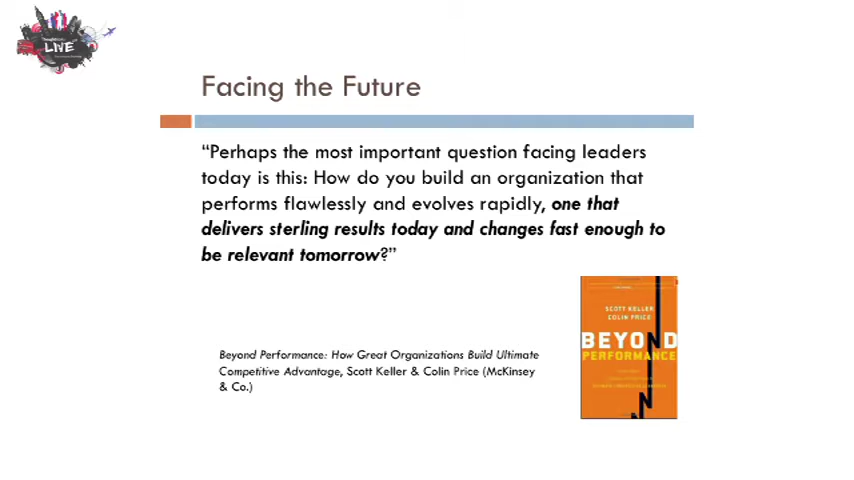 LIVE
Facing the Future
“Perhaps the most important question facing leaders
today is this: How do you build an organization that
performs flawlessly and evolves rapidly, one that
delivers sterling results today and changes fast enough to
be relevant tomorrow?”
SCOTT KELLER
COLIN PRICE
BEYOND
PERFORMANCE
Beyond Performance: How Great Organizations Build Ultimate
Competitive Advantage, Scott Keller & Colin Price (McKinsey
& Co.)